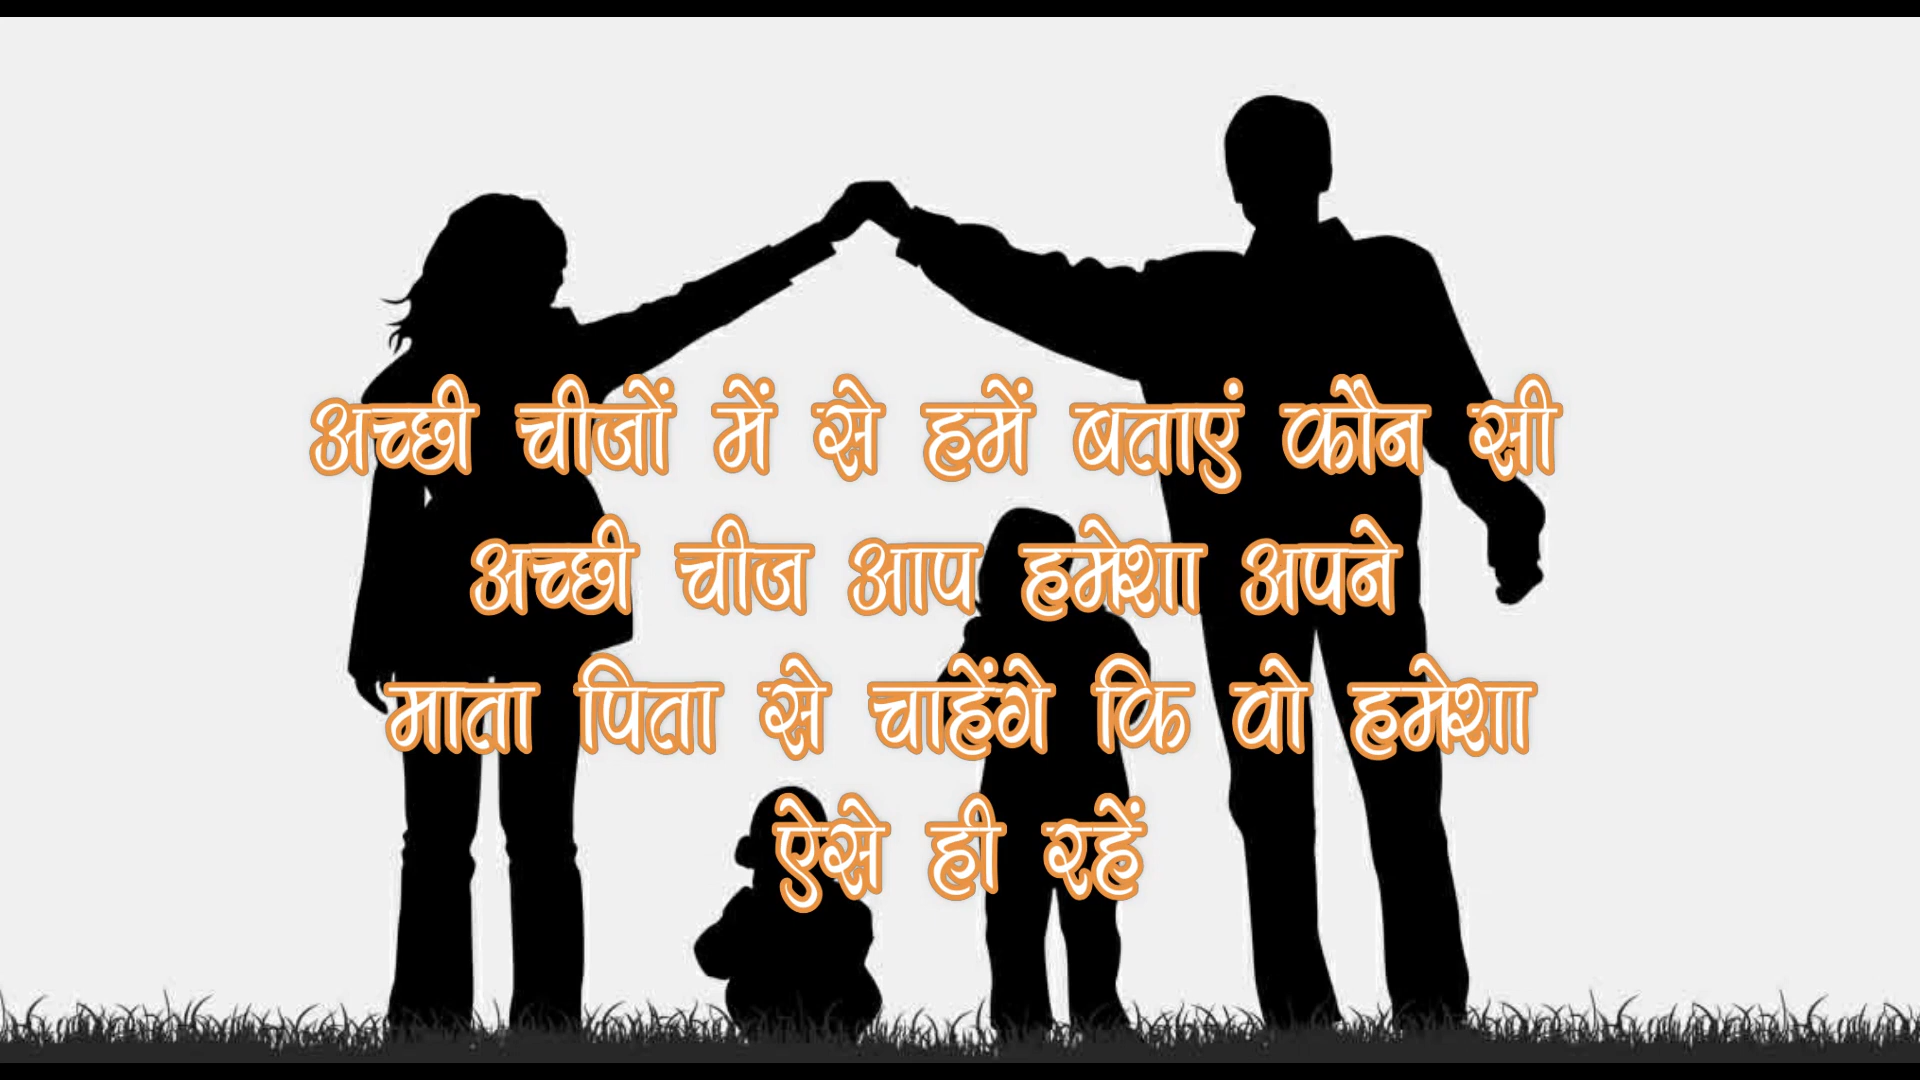 अच्छी चीजों में से हमें बताएं कौन सी
अच्छी चीज आप हमेशा अपने
माता पिता से चाहेंगे कि वो हमेशा
ऐसे ही रहें